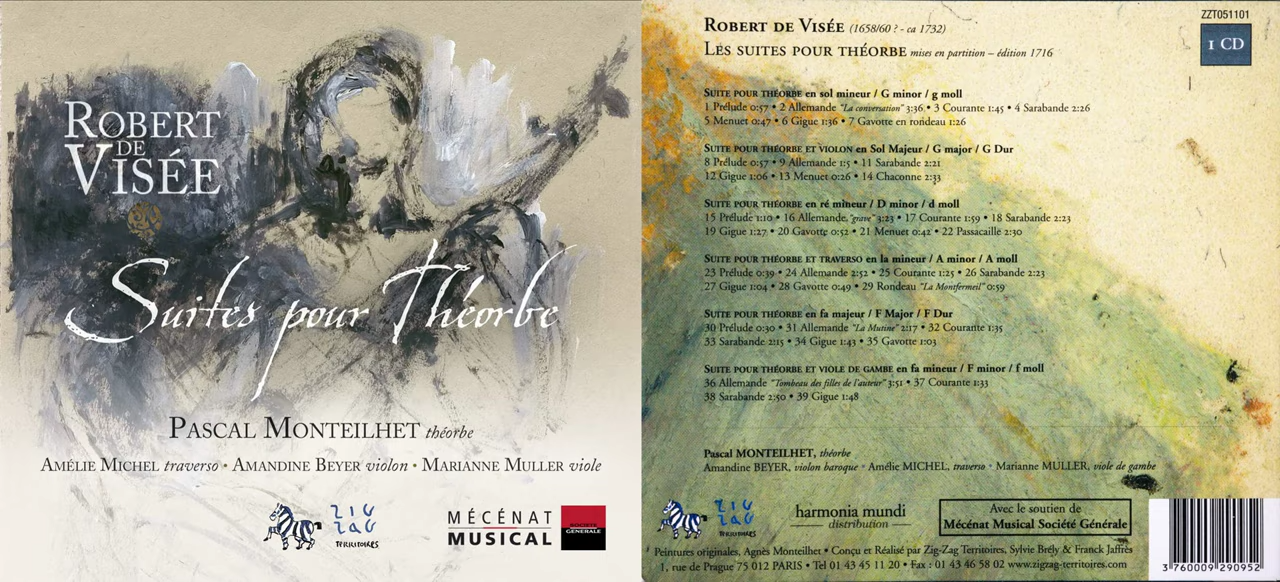 ROBERT
DE
VISÉE
Suites pour Théorbe
PASCAL MONTEILHET théorbe
AMÉLIE MICHEL traverso • AMANDINE BEYER violon • MARIANNE MULLER viole
ZIG
ZAG
TERRITOIRES
MÉCÉNAT
MUSICAL
SOCIETE
GENERALE
ZZT051101
1 CD
ROBERT DE VISÉE (1658/60 ? - ca 1732)
LES SUITES POUR THÉORBE mises en partition – édition 1716
SUITE POUR THÉORBE en sol mineur / G minor / g moll
1 Prélude 0:57 • 2 Allemande "La conversation" 3:36 • 3 Courante 1:45 • 4 Sarabande 2:26
5 Menuet 0:47 • 6 Gigue 1:36 • 7 Gavotte en rondeau 1:26
SUITE POUR THÉORBE ET VIOLON en Sol Majeur / G major / G Dur
8 Prélude 0:57 • 9 Allemande 1:5 • 11 Sarabande 2:21
12 Gigue 1:06 • 13 Menuet 0:26 • 14 Chaconne 2:33
SUITE POUR THÉORBE en ré mineur / D minor / d moll
15 Prélude 1:10 • 16 Allemande "grave" 3:23 • 17 Courante 1:59 • 18 Sarabande 2:23
19 Gigue 1:27 • 20 Gavotte 0:52 • 21 Menuet 0:42 • 22 Passacaille 2:30
SUITE POUR THÉORBE ET TRAVERSO en la mineur / A minor / A moll
23 Prélude 0:39 • 24 Allemande 2:52 • 25 Courante 1:25 • 26 Sarabande 2:23
27 Gigue 1:04 • 28 Gavotte 0:49 • 29 Rondeau "La Montfermeil" 0:59
SUITE POUR THÉORBE en fa majeur / F Major / F Dur
30 Prélude 0:30 • 31 Allemande "La Mutine" 2:17 • 32 Courante 1:35
33 Sarabande 2:15 • 34 Gigue 1:43 • 35 Gavotte 1:03
SUITE POUR THÉORBE ET VIOLE DE GAMBE en fa mineur / F minor / f moll
36 Allemande "Tombeau des filles de l'auteur" 3:51 • 37 Courante 1:33
38 Sarabande 2:50 • 39 Gigue 1:48
Pascal MONTEILHET, théorbe
Amandine BEYER, violon baroque • Amélie MICHEL, traverso • Marianne MULLER, viole de gambe
ZIG
ZAG
TERRITOIRES
harmonia mundi
distribution
Avec le soutien de
Mécénat Musical Société Générale
Peintures originales, Agnès Monteilhet • Conçu et Réalisé par Zig-Zag Territoires, Sylvie Brély & Franck Jaffrès
1, rue de Prague 75 012 PARIS • Tel 01 43 45 11 20 • Fax : 01 43 46 58 02 www.zigzag-territoires.com
3 760009 290952